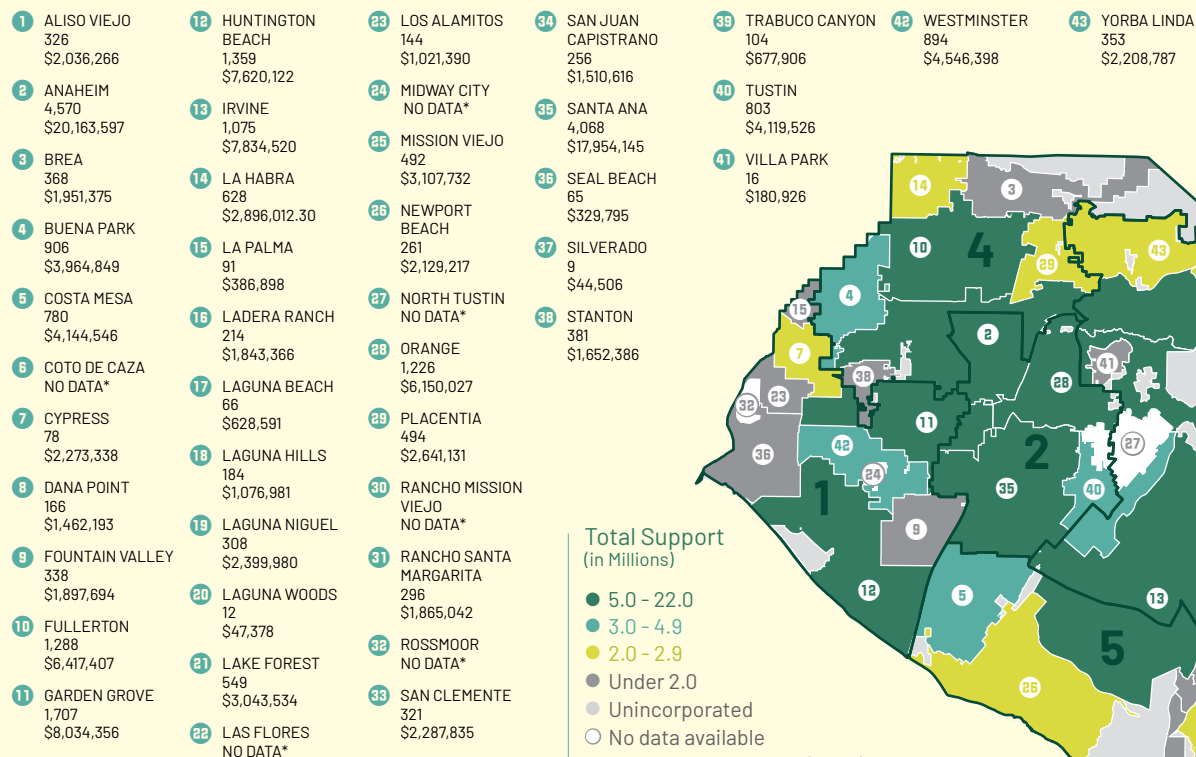 1 ALISO VIEJO
326
$2,036,266
2 ANAHEIM
4,570
$20,163,597
3 BREA
368
$1,951,375
4 BUENA PARK
906
$3,964,849
5 COSTA MESA
780
$4,144,546
6 COTO DE CAZA
NO DATA*
7 CYPRESS
78
$2,273,338
8 DANA POINT
166
$1,462,193
9 FOUNTAIN VALLEY
338
$1,897,694
10 FULLERTON
1,288
$6,417,407
11 GARDEN GROVE
1,707
$8,034,356
12 HUNTINGTON
BEACH
1,359
$7,620,122
13 IRVINE
1,075
$7,834,520
14 LA HABRA
628
$2,896,012.30
15 LA PALMA
91
$386,898
16 LADERA RANCH
214
$1,843,366
17 LAGUNA BEACH
66
$628,591
18 LAGUNA HILLS
184
$1,076,981
19 LAGUNA NIGUEL
308
$2,399,980
20 LAGUNA WOODS
12
$47,378
21 LAKE FOREST
549
$3,043,534
22 LAS FLORES
NO DATA*
23 LOS ALAMITOS
144
$1,021,390
24 MIDWAY CITY
NO DATA*
25 MISSION VIEJO
492
$3,107,732
26 NEWPORT
BEACH
261
$2,129,217
27 NORTH TUSTIN
NO DATA*
28 ORANGE
1,226
$6,150,027
29 PLACENTIA
494
$2,641,131
30 RANCHO MISSION
VIEJO
NO DATA*
31 RANCHO SANTA
MARGARITA
296
$1,865,042
32 ROSSMOOR
NO DATA*
33 SAN CLEMENTE
321
$2,287,835
34 SAN JUAN
CAPISTRANO
256
$1,510,616
35 SANTA ANA
4,068
$17,954,145
36 SEAL BEACH
65
$329,795
37 SILVERADO
9
$44,506
38 STANTON
381
$1,652,386
39 TRABUCO CANYON
104
$677,906
40 TUSTIN
803
$4,119,526
41 VILLA PARK
16
$180,926
42 WESTMINSTER
894
$4,546,398
43 YORBA LINDA
353
$2,208,787
Total Support
(in Millions)
5.0 - 22.0
3.0 - 4.9
2.0 - 2.9
Under 2.0
Unincorporated
No data available
14
3
10
4
43
29
4
15
2
7
41
38
28
23
32
11
42
27
36
2
24
35
40
1
9
12
5
13
5
26